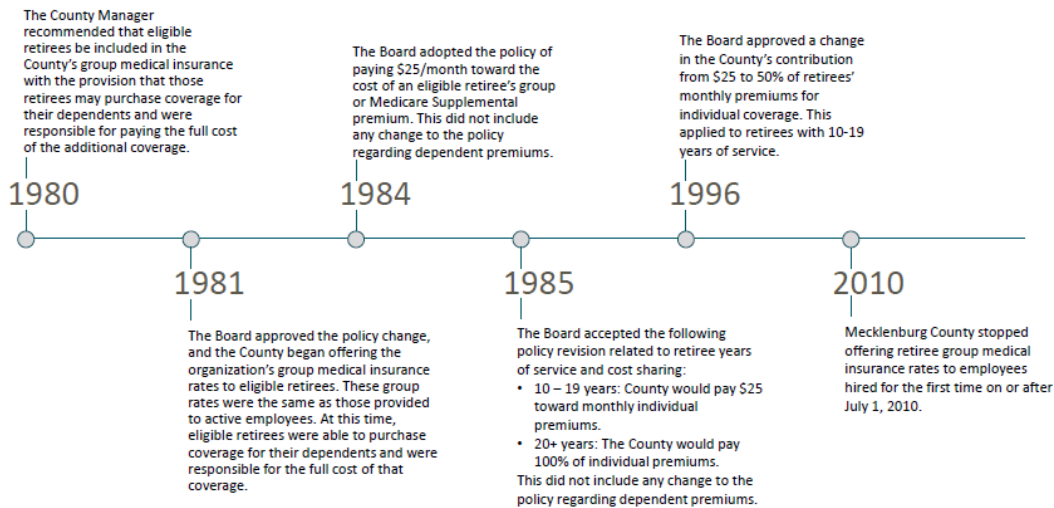 The County Manager
recommended that eligible
retirees be included in the
County's group medical insurance
with the provision that those
retirees may purchase coverage for
their dependents and were
responsible for paying the full cost
of the additional coverage.
1980
The Board approved the policy change,
and the County began offering the
organization's group medical insurance
rates to eligible retirees. These group
rates were the same as those provided
to active employees. At this time,
eligible retirees were able to purchase
coverage for their dependents and were
responsible for the full cost of that
coverage.
1981
The Board adopted the policy of
paying $25/month toward the
cost of an eligible retiree's group
or Medicare Supplemental
premium. This did not include
any change to the policy
regarding dependent premiums.
1984
1985
The Board accepted the following
policy revision related to retiree years
of service and cost sharing:
• 10 – 19 years: County would pay $25
toward monthly individual
premiums.
• 20+ years: The County would pay
100% of individual premiums.
This did not include any change to the
policy regarding dependent premiums.
The Board approved a change
in the County's contribution
from $25 to 50% of retirees'
monthly premiums for
individual coverage. This
applied to retirees with 10-19
years of service.
1996
2010
Mecklenburg County stopped
offering retiree group medical
insurance rates to employees
hired for the first time on or after
July 1, 2010.